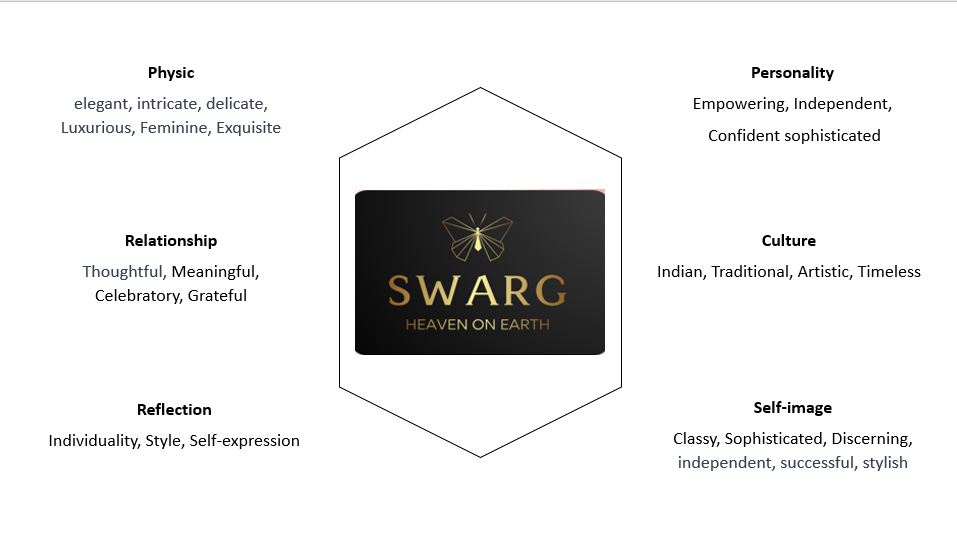 Physic
elegant, intricate, delicate,
Luxurious, Feminine, Exquisite
Personality
Empowering, Independent,
Confident sophisticated
Relationship
Thoughtful, Meaningful,
Celebratory, Grateful
SWARG
HEAVEN ON EARTH
Culture
Indian, Traditional, Artistic, Timeless
Reflection
Individuality, Style, Self-expression
Self-image
Classy, Sophisticated, Discerning,
independent, successful, stylish